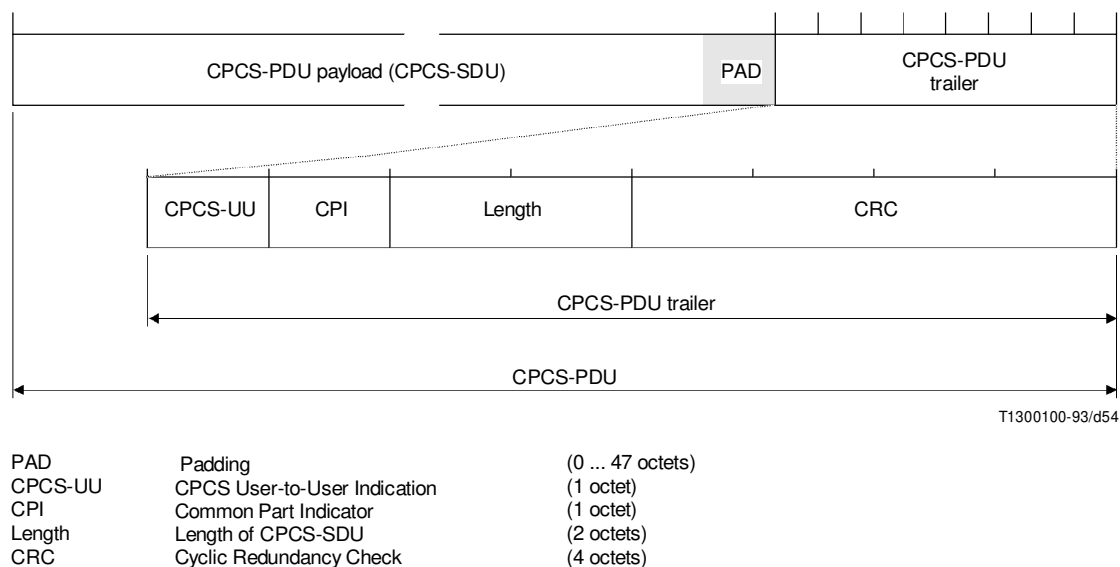 CPCS-PDU payload (CPCS-SDU)
PAD
CPCS-PDU
trailer
CPCS-UU
CPI
Length
CRC
CPCS-PDU trailer
CPCS-PDU
T1300100-93/d54
PAD Padding (0 ... 47 octets)
CPCS-UU CPCS User-to-User Indication (1 octet)
CPI Common Part Indicator (1 octet)
Length Length of CPCS-SDU (2 octets)
CRC Cyclic Redundancy Check (4 octets)